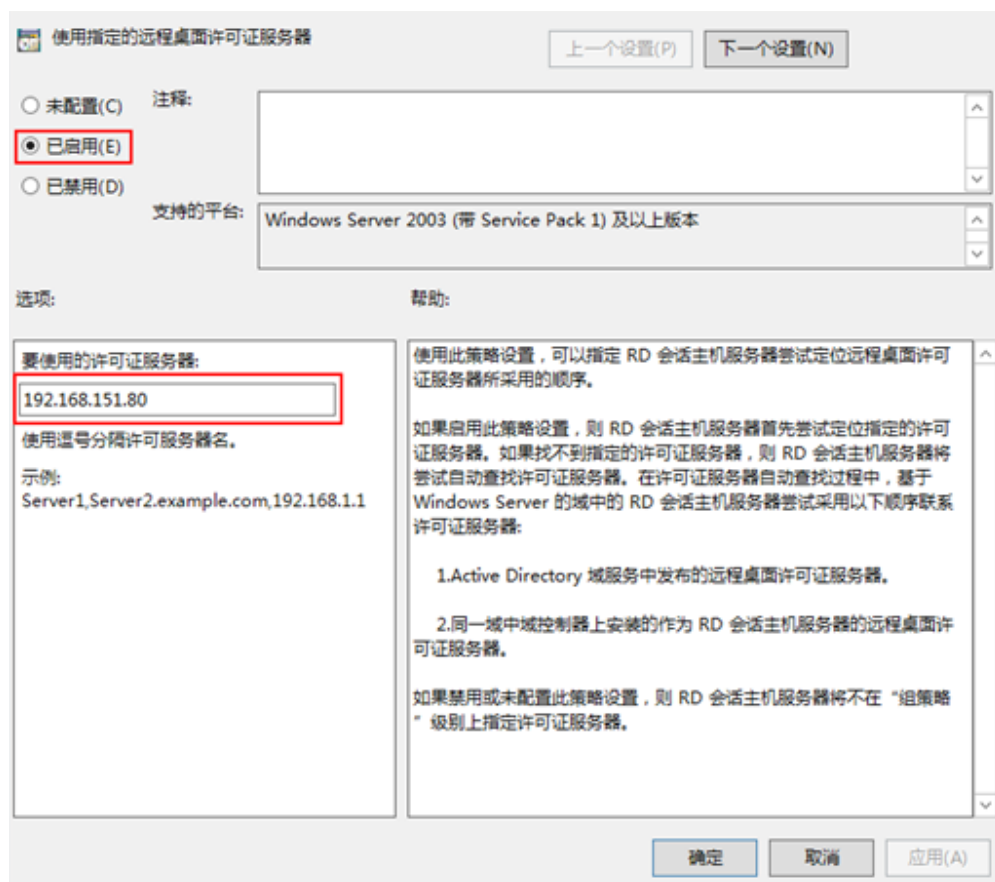 使用指定的远程桌面许可证服务器
上一个设置(P)
下一个设置(N)
未配置(C)
注释:
已启用(E)
已禁用(D)
支持的平台:
Windows Server 2003 (带 Service Pack 1) 及以上版本
选项:
帮助:
要使用的许可证服务器:
192.168.151.80
使用逗号分隔许可服务器名。
示例:
Server1,Server2.example.com,192.168.1.1
使用此策略设置，可以指定 RD 会话主机服务器尝试定位远程桌面许可
证服务器所采用的顺序。
如果启用此策略设置，则 RD 会话主机服务器首先尝试定位指定的许可
证服务器。如果找不到指定的许可证服务器，则 RD 会话主机服务器将
尝试自动查找许可证服务器。在许可证服务器自动查找过程中，基于
Windows Server 的域中的 RD 会话主机服务器尝试采用以下顺序联系
许可证服务器:
1.Active Directory 域服务中发布的远程桌面许可证服务器。
2.同一域中域控制器上安装的作为 RD 会话主机服务器的远程桌面许
可证服务器。
如果禁用或未配置此策略设置，则 RD 会话主机服务器将不在“组策略
”级别上指定许可证服务器。
确定
取消
应用(A)